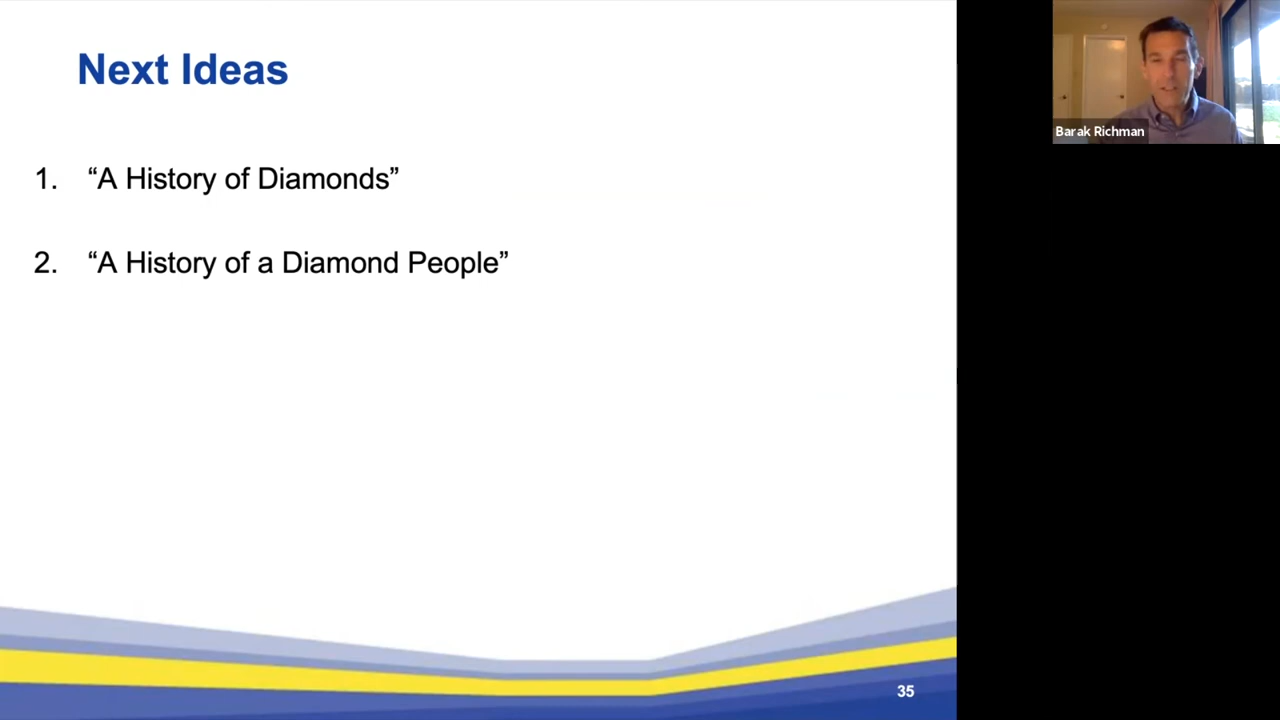 Next Ideas
1. “A History of Diamonds”
2. “A History of a Diamond People”
35
Barak Richman